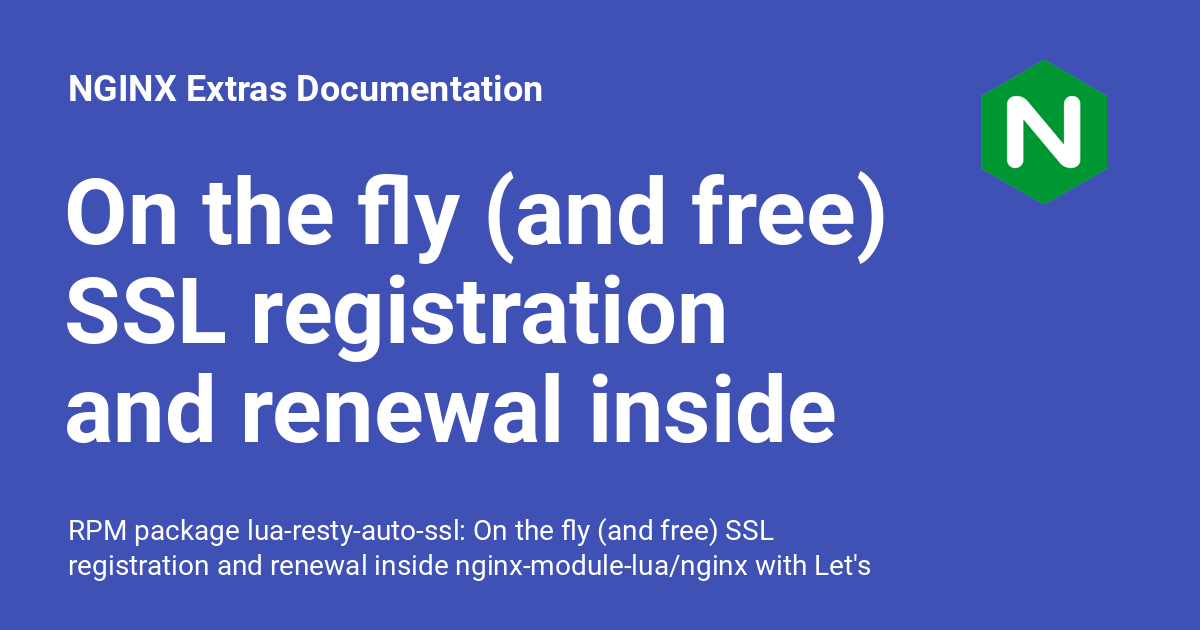 NGINX Extras Documentation
N
On the fly (and free)
SSL registration
and renewal inside
RPM package lua-resty-auto-ssl: On the fly (and free) SSL
registration and renewal inside nginx-module-lua/nginx with Let's